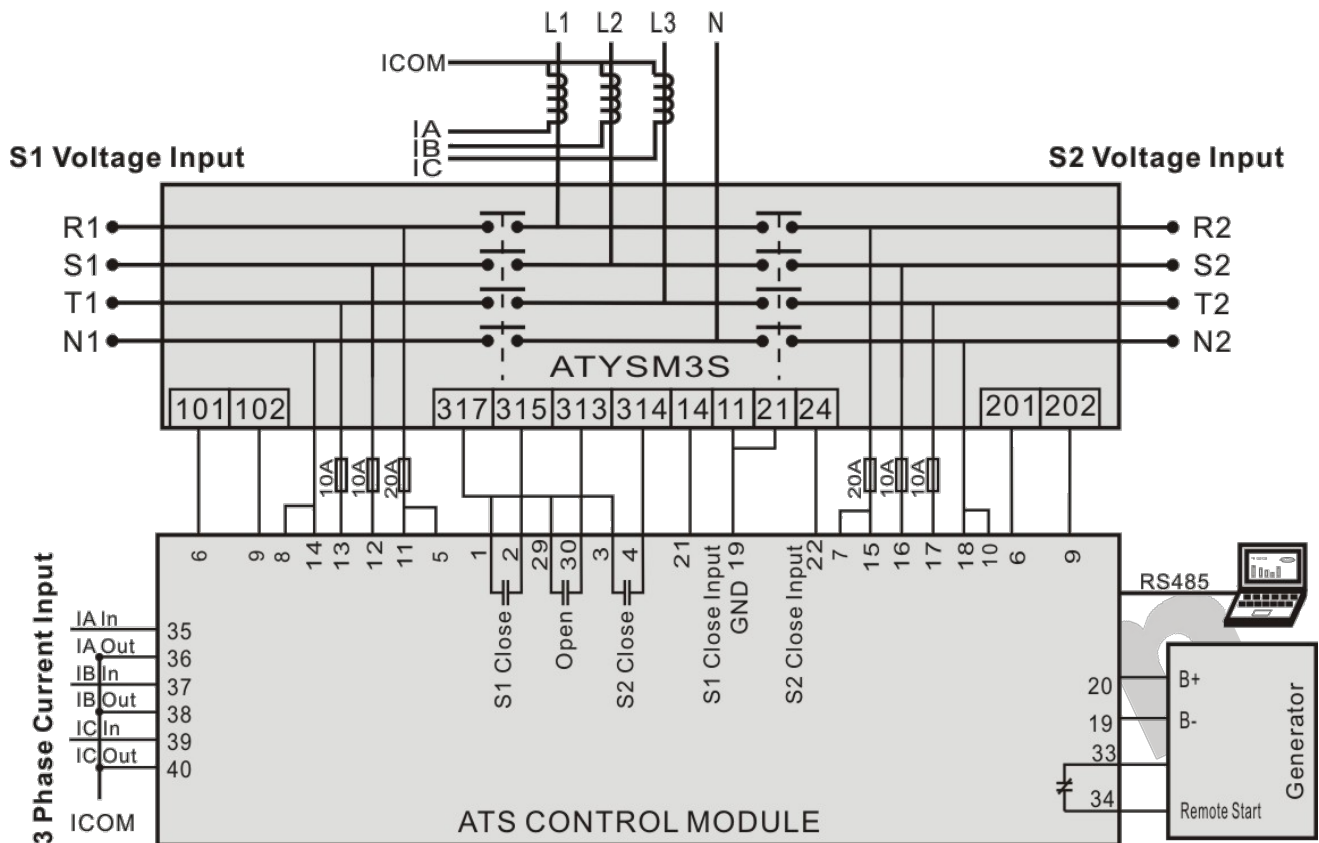 L1 L2 L3 N
ICOM
IA
IB
IC
S1 Voltage Input
S2 Voltage Input
R1
S1
T1
N1
R2
S2
T2
N2
ATYSM3S
101 102
317 315 313 314 14 11 21 24
201 202
10A 10A 20A
20A 10A 10A
6 9 8 14 13 12 11 5 1 2 29 30 3 4 21 19 22 7 15 16 17 18 10 6 9
S1 Close
Open
S2 Close
S1 Close Input
GND
S2 Close Input
RS485
3 Phase Current Input
IA In 35
IA Out 36
IB In 37
IB Out 38
IC In 39
IC Out 40
ICOM
20 B+
19 B-
33
34 Remote Start
Generator
ATS CONTROL MODULE